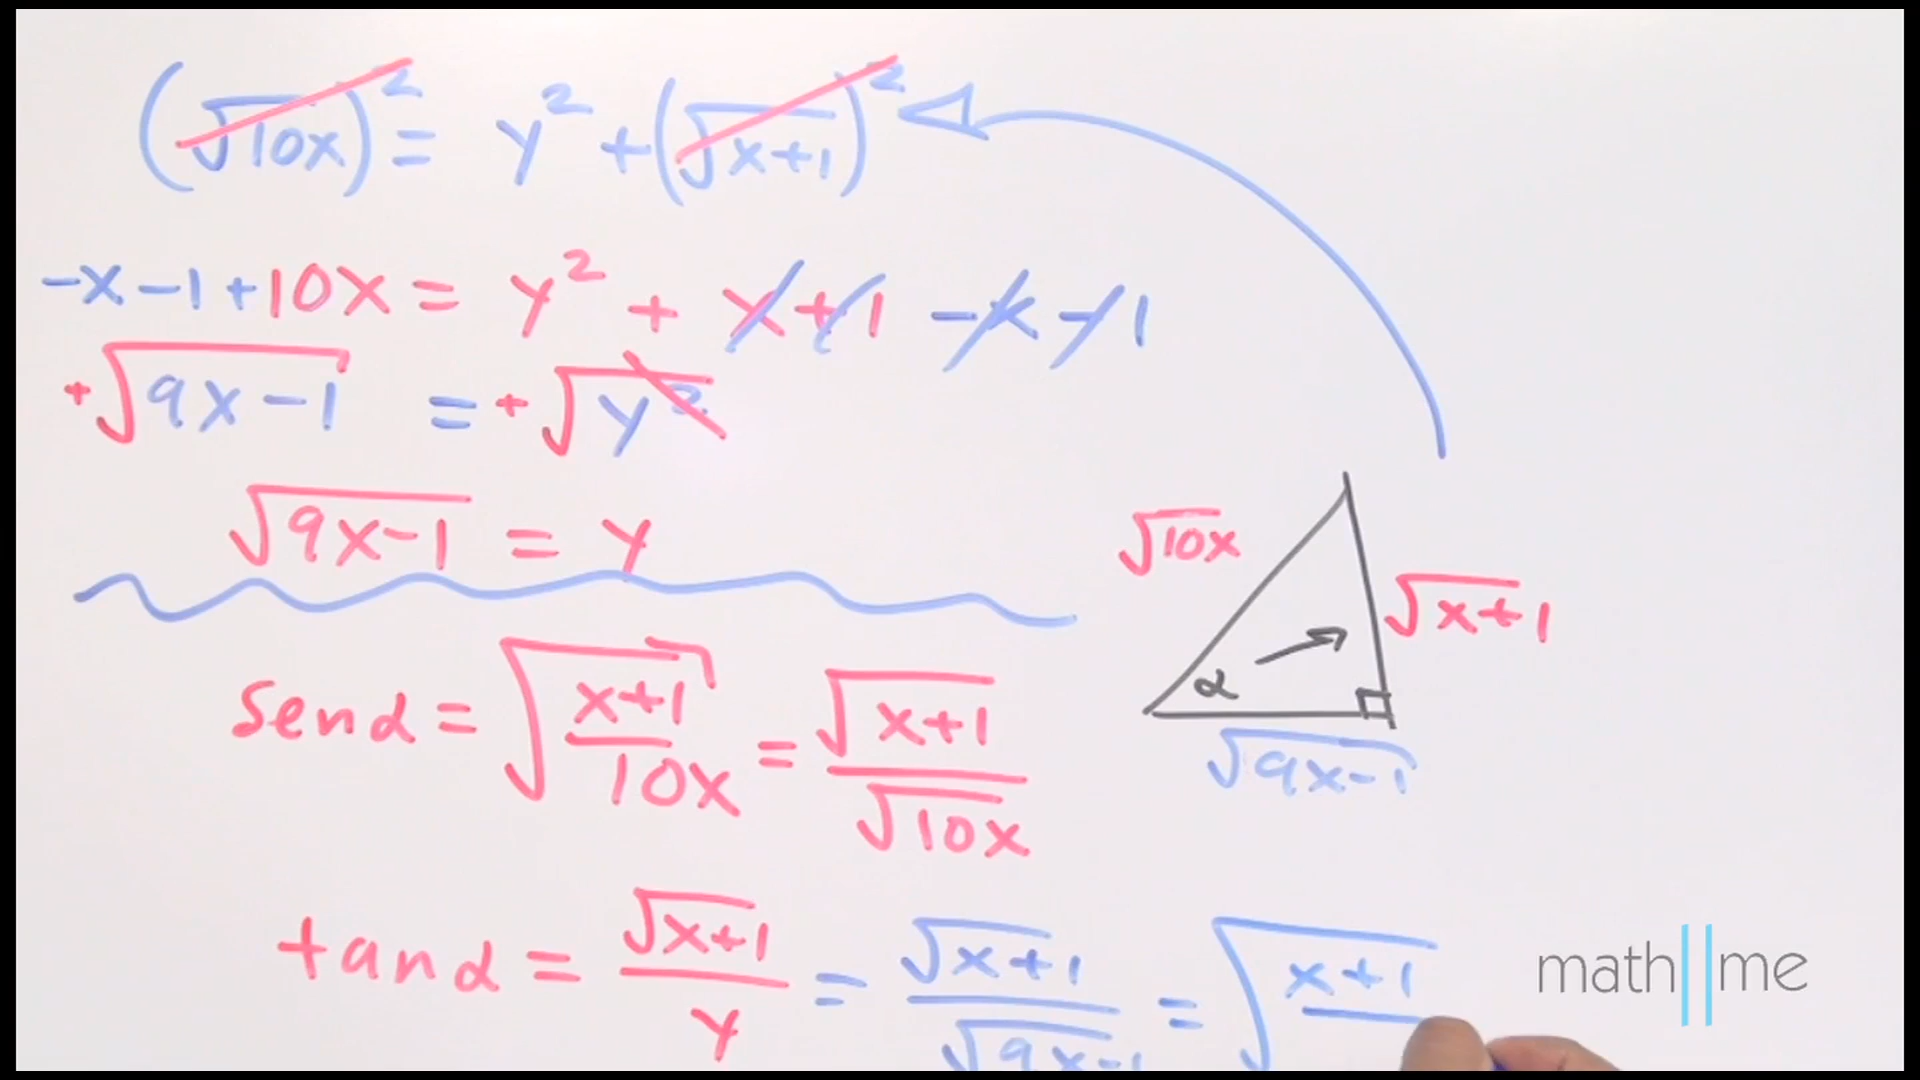 (√10x)² = y² + (√x+1)²
-x-1+10x = y² + x+1 -x-1
+√9x-1 = +√y²
√9x-1 = y
√10x
√x+1
α
√9x-1
senα = √x+1/10x = √x+1/√10x
tanα = √x+1/y = √x+1/√9x-1 = √x+1
math||me